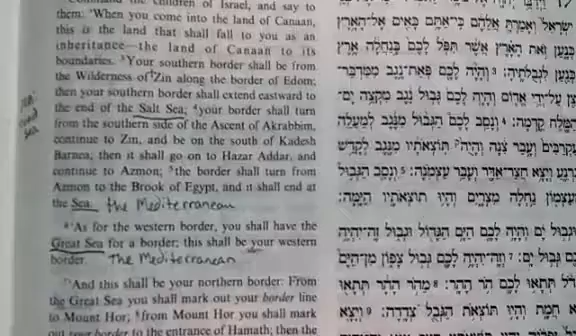 Command the children of Israel, and say to
them: 'When you come into the land of Canaan,
this is the land that shall fall to you as an
inheritance—the land of Canaan to its
boundaries. ³Your southern border shall be from
the Wilderness of Zin along the border of Edom;
then your southern border shall extend eastward to
the end of the Salt Sea; ⁴your border shall turn
from the southern side of the Ascent of Akrabbim,
continue to Zin, and be on the south of Kadesh
Barnea; then it shall go on to Hazar Addar, and
continue to Azmon; ⁵the border shall turn from
Azmon to the Brook of Egypt, and it shall end at
the Sea. the Mediterranean
⁶'As for the western border, you shall have the
Great Sea for a border; this shall be your western
border. The Mediterranean
⁷'And this shall be your northern border: From
the Great Sea you shall mark out your border line
to Mount Hor; ⁸from Mount Hor you shall mark
out your border to the entrance of Hamath; then the
dead
sea
יִשְׂרָאֵל וְאָמַרְתָּ אֲלֵהֶם כִּי־אַתֶּם בָּאִים אֶל־הָאָרֶץ
כְּנָעַן זֹאת הָאָרֶץ אֲשֶׁר תִּפֹּל לָכֶם בְּנַחֲלָה אֶרֶץ
כְּנַעַן לִגְבֻלֹתֶיהָ: 3 וְהָיָה לָכֶם פְּאַת־נֶגֶב מִמִּדְבַּר־
צִן עַל־יְדֵי אֱדוֹם וְהָיָה לָכֶם גְּבוּל נֶגֶב מִקְצֵה יָם־
הַמֶּלַח קֵדְמָה: 4 וְנָסַב לָכֶם הַגְּבוּל מִנֶּגֶב לְמַעֲלֵה
עַקְרַבִּים וְעָבַר צִנָה וְהָיָה תּוֹצְאֹתָיו מִנֶּגֶב לְקָדֵשׁ
בַּרְנֵעַ וְיָצָא חֲצַר־אַדָּר וְעָבַר עַצְמֹנָה: 5 וְנָסַב הַגְּבוּל
מֵעַצְמוֹן נַחְלָה מִצְרָיִם וְהָיוּ תוֹצְאֹתָיו הַיָּמָּה:
וּגְבוּל יָם וְהָיָה לָכֶם הַיָּם הַגָּדוֹל וּגְבוּל זֶה־יִהְיֶה
לָכֶם גְּבוּל יָם: 7 וְזֶה־יִהְיֶה לָכֶם גְּבוּל צָפוֹן מִן־הַיָּם
הַגָּדֹל תְּתָאוּ לָכֶם הֹר הָהָר: 8 מֵהֹר הָהָר תְּתָאוּ
לְבֹא חֲמָת וְהָיוּ תּוֹצְאֹת הַגְּבֻל צְדָדָה: 9 וְיָצָא